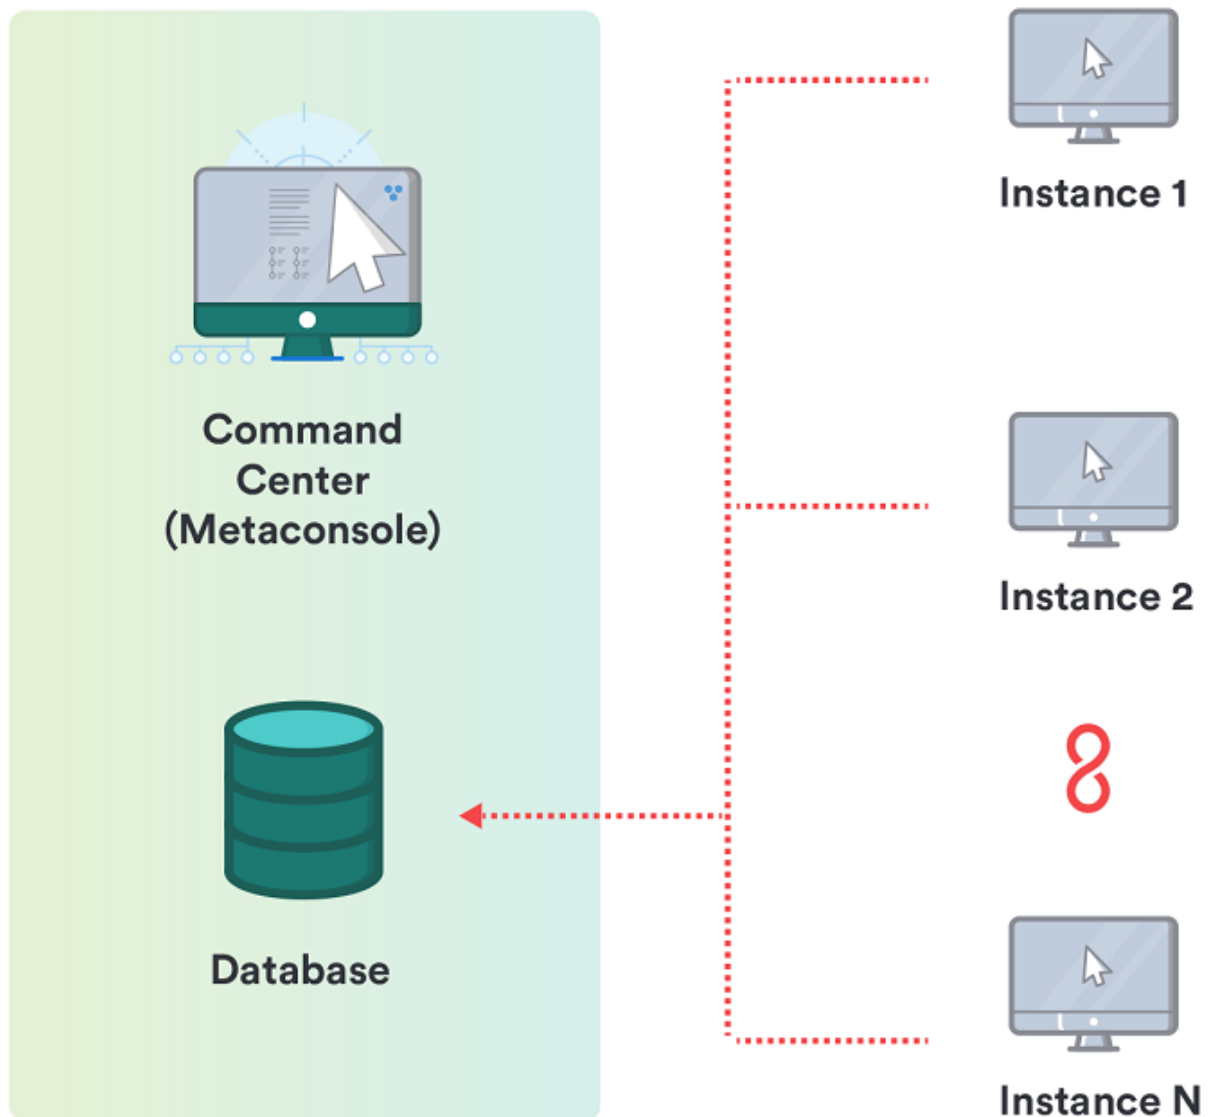 Command
Center
(Metaconsole)
Database
Instance 1
Instance 2
Instance N